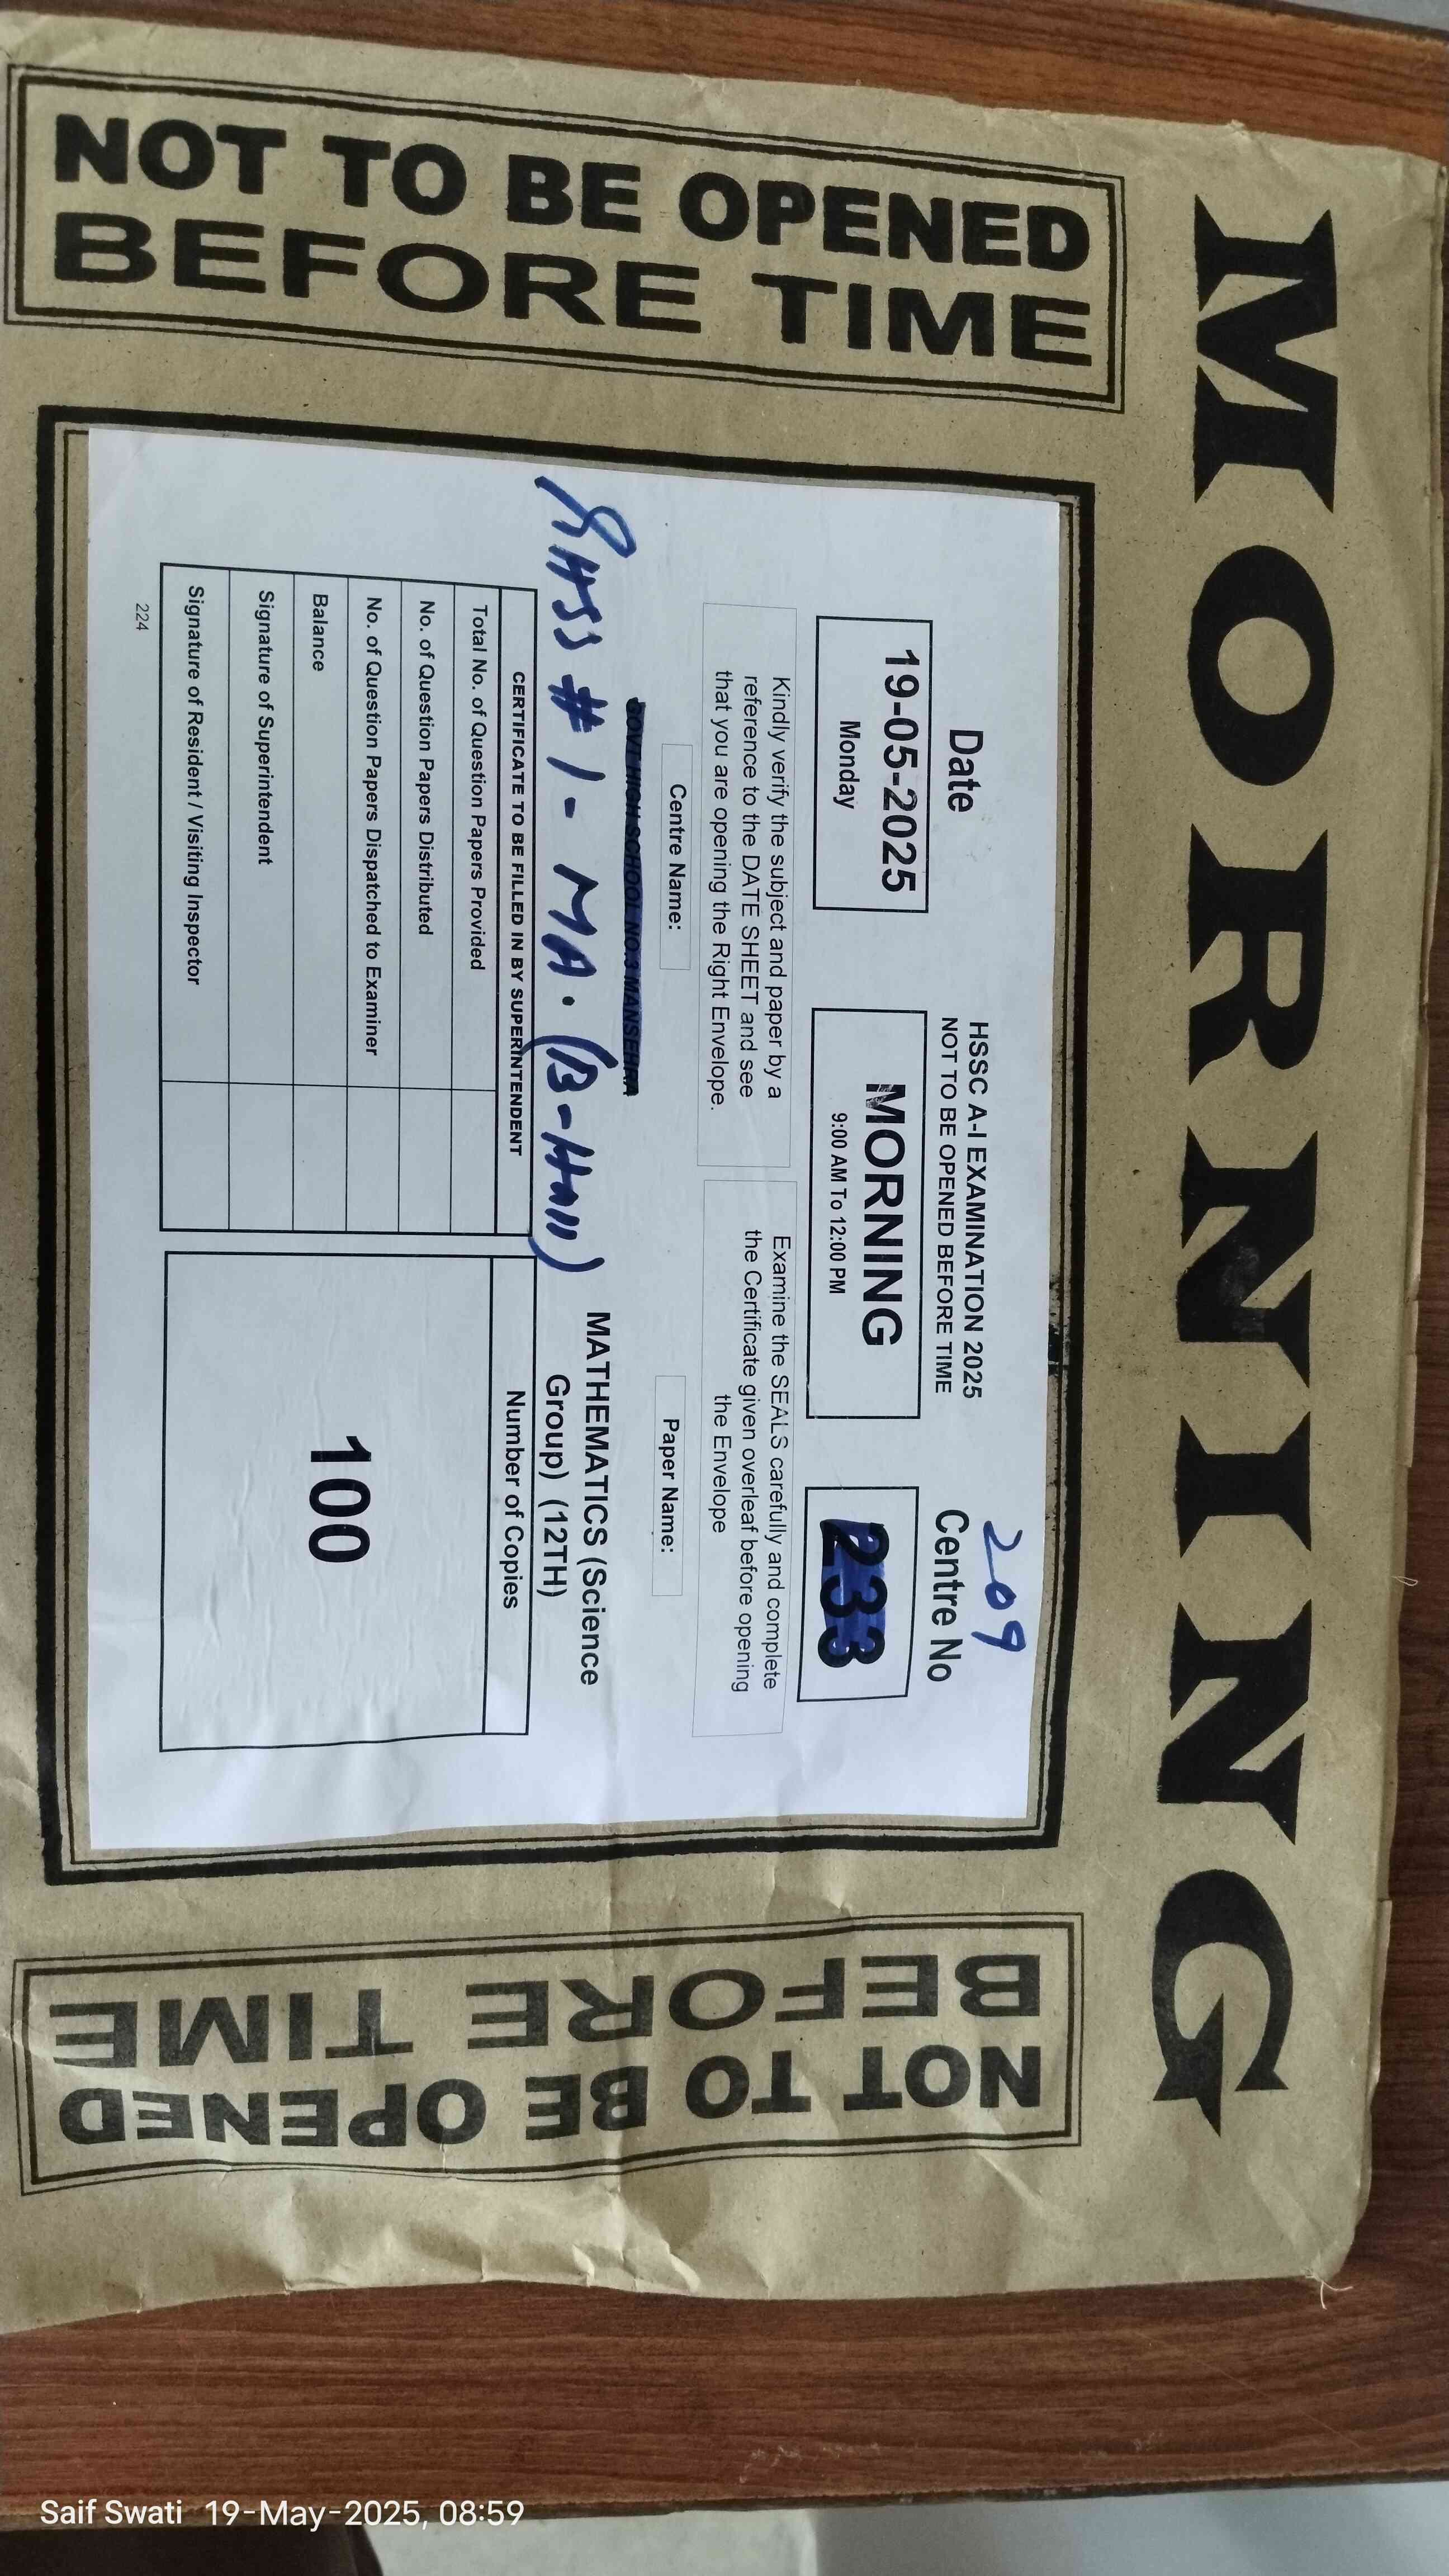 MORNING
NOT TO BE OPENED
BEFORE TIME
HSSC A-I EXAMINATION 2025
NOT TO BE OPENED BEFORE TIME
Date
19-05-2025
Monday
MORNING
9:00 AM To 12:00 PM
209
Centre No
233
Kindly verify the subject and paper by a
reference to the DATE SHEET and see
that you are opening the Right Envelope.
Examine the SEALS carefully and complete
the Certificate given overleaf before opening
the Envelope
Centre Name:
GOVT HIGH SCHOOL NO.3 MANSEHRA
GHSS # 1 - MA. (B-Hall)
Paper Name:
MATHEMATICS (Science
Group) (12TH)
CERTIFICATE TO BE FILLED IN BY SUPERINTENDENT
Total No. of Question Papers Provided
No. of Question Papers Distributed
No. of Question Papers Dispatched to Examiner
Balance
Signature of Superintendent
Signature of Resident / Visiting Inspector
Number of Copies
100
224
NOT TO BE OPENED
BEFORE TIME
Saif Swati 19-May-2025, 08:59